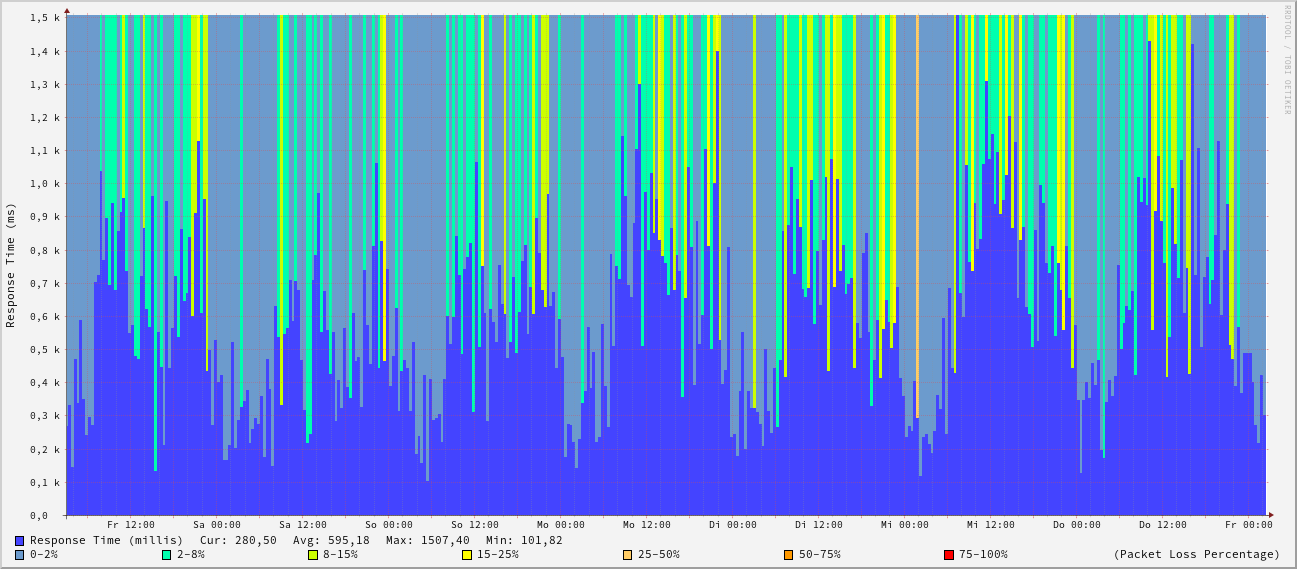 RRDTOOL / TOBI OETIKER
Response Time (ms)
1,5 k
1,4 k
1,3 k
1,2 k
1,1 k
1,0 k
0,9 k
0,8 k
0,7 k
0,6 k
0,5 k
0,4 k
0,3 k
0,2 k
0,1 k
0,0
Fr 12:00 Sa 00:00 Sa 12:00 So 00:00 So 12:00 Mo 00:00 Mo 12:00 Di 00:00 Di 12:00 Mi 00:00 Mi 12:00 Do 00:00 Do 12:00 Fr 00:00
Response Time (millis) Cur: 280,50 Avg: 595,18 Max: 1507,40 Min: 101,82
0-2% 2-8% 8-15% 15-25% 25-50% 50-75% 75-100% (Packet Loss Percentage)